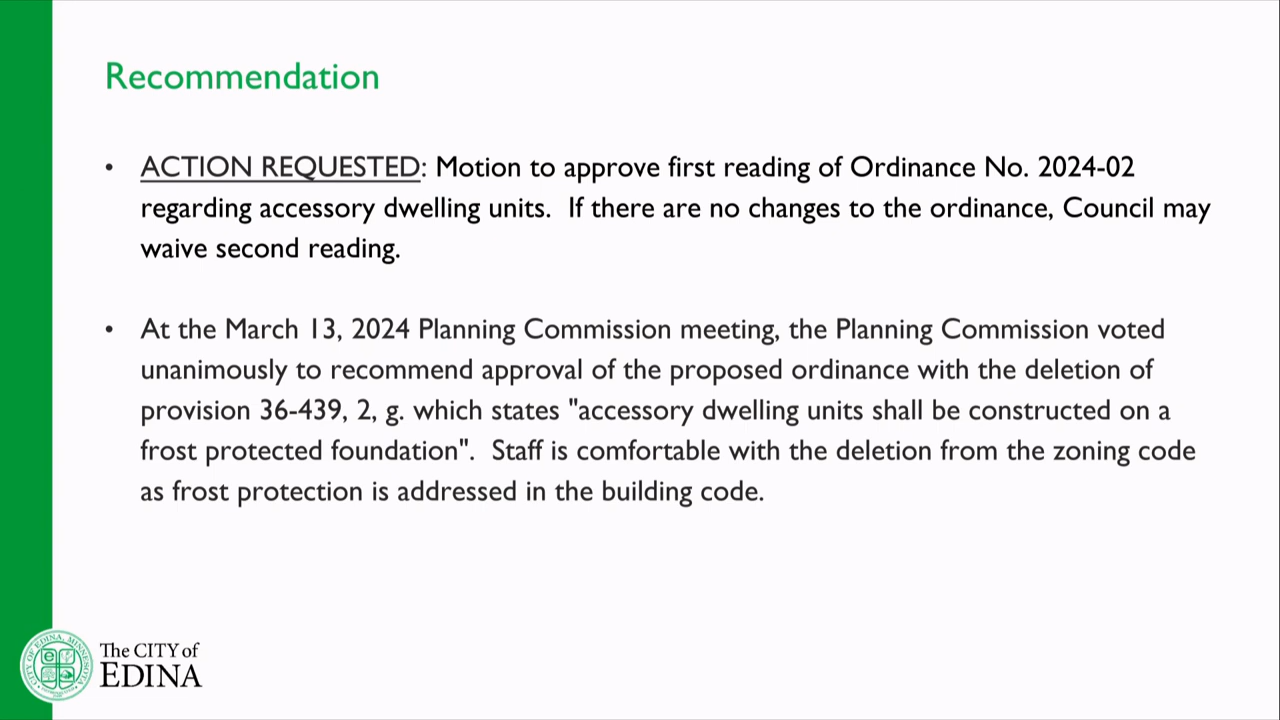 Recommendation
• ACTION REQUESTED: Motion to approve first reading of Ordinance No. 2024-02
regarding accessory dwelling units.  If there are no changes to the ordinance, Council may
waive second reading.
• At the March 13, 2024 Planning Commission meeting, the Planning Commission voted
unanimously to recommend approval of the proposed ordinance with the deletion of
provision 36-439, 2, g. which states "accessory dwelling units shall be constructed on a
frost protected foundation".  Staff is comfortable with the deletion from the zoning code
as frost protection is addressed in the building code.
CITY OF EDINA, MINNESOTA
The CITY of
EDINA